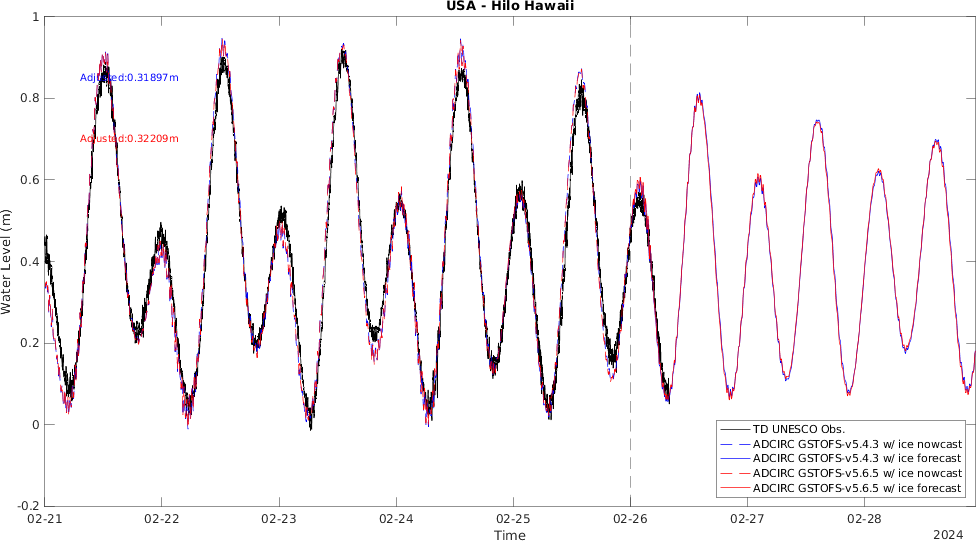 USA - Hilo Hawaii
1
0.8
0.6
0.4
0.2
0
-0.2
Water Level (m)
Adjusted:0.31897m
Adjusted:0.32209m
TD UNESCO Obs.
ADCIRC GSTOFS-v5.4.3 w/ ice nowcast
ADCIRC GSTOFS-v5.4.3 w/ ice forecast
ADCIRC GSTOFS-v5.6.5 w/ ice nowcast
ADCIRC GSTOFS-v5.6.5 w/ ice forecast
02-21 02-22 02-23 02-24 02-25 02-26 02-27 02-28
Time
2024